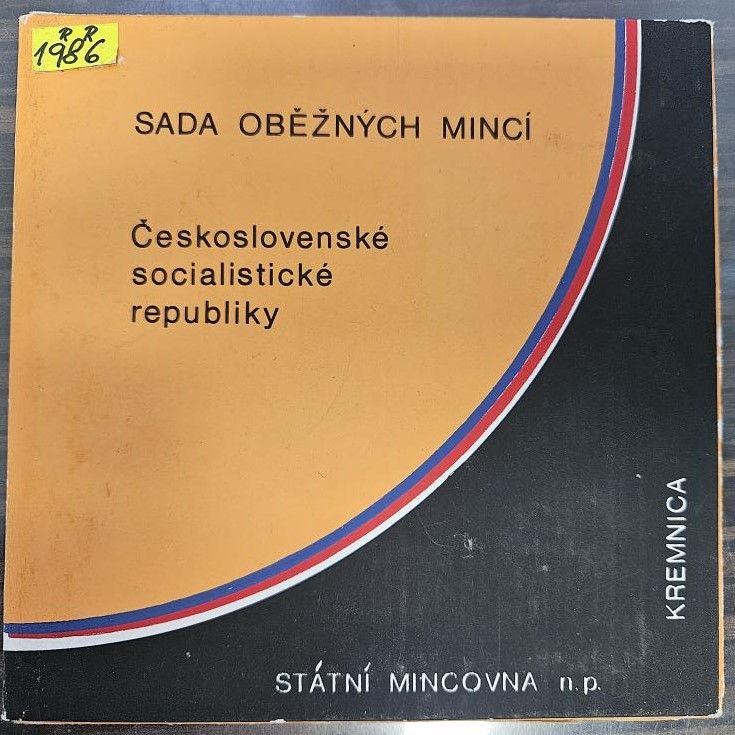 R R
1986
SADA OBĚŽNÝCH MINCÍ
Československé
socialistické
republiky
KREMNICA
STÁTNÍ MINCOVNA n.p.